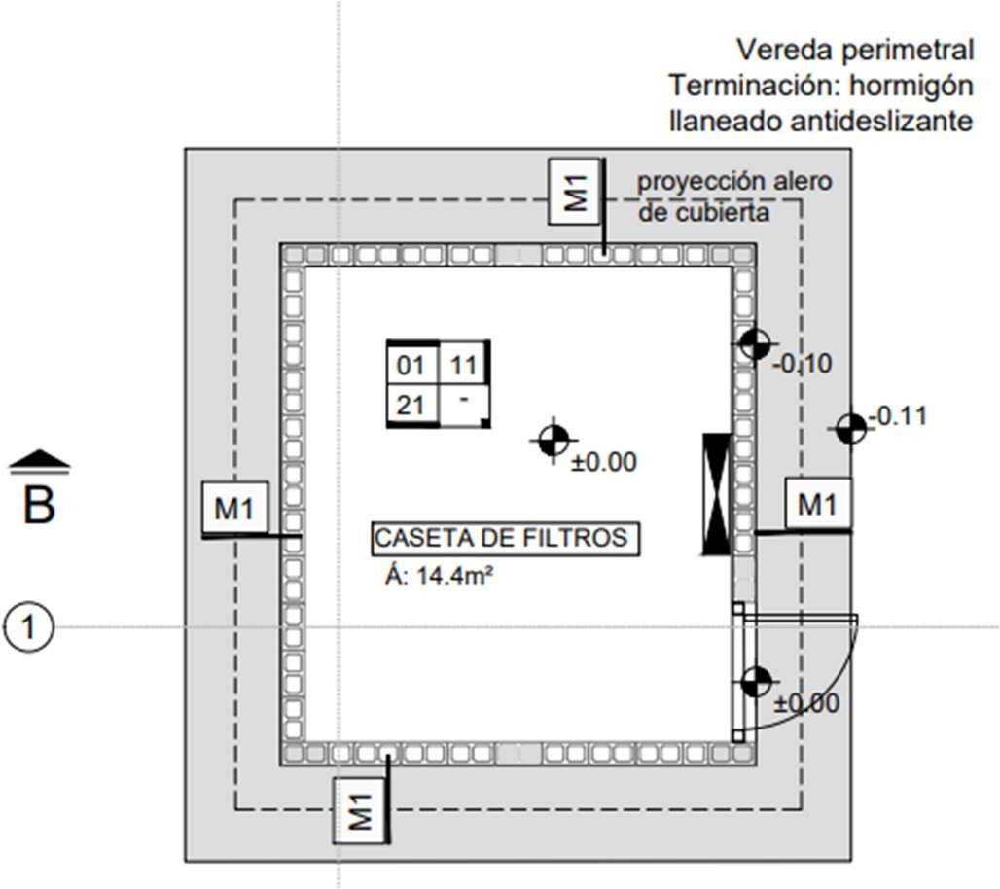 Vereda perimetral
Terminación: hormigón
llaneado antideslizante
M1
proyección alero
de cubierta
01 11
21 -
-0.10
-0.11
±0.00
B
M1
M1
CASETA DE FILTROS
Á: 14.4m²
1
±0.00
M1